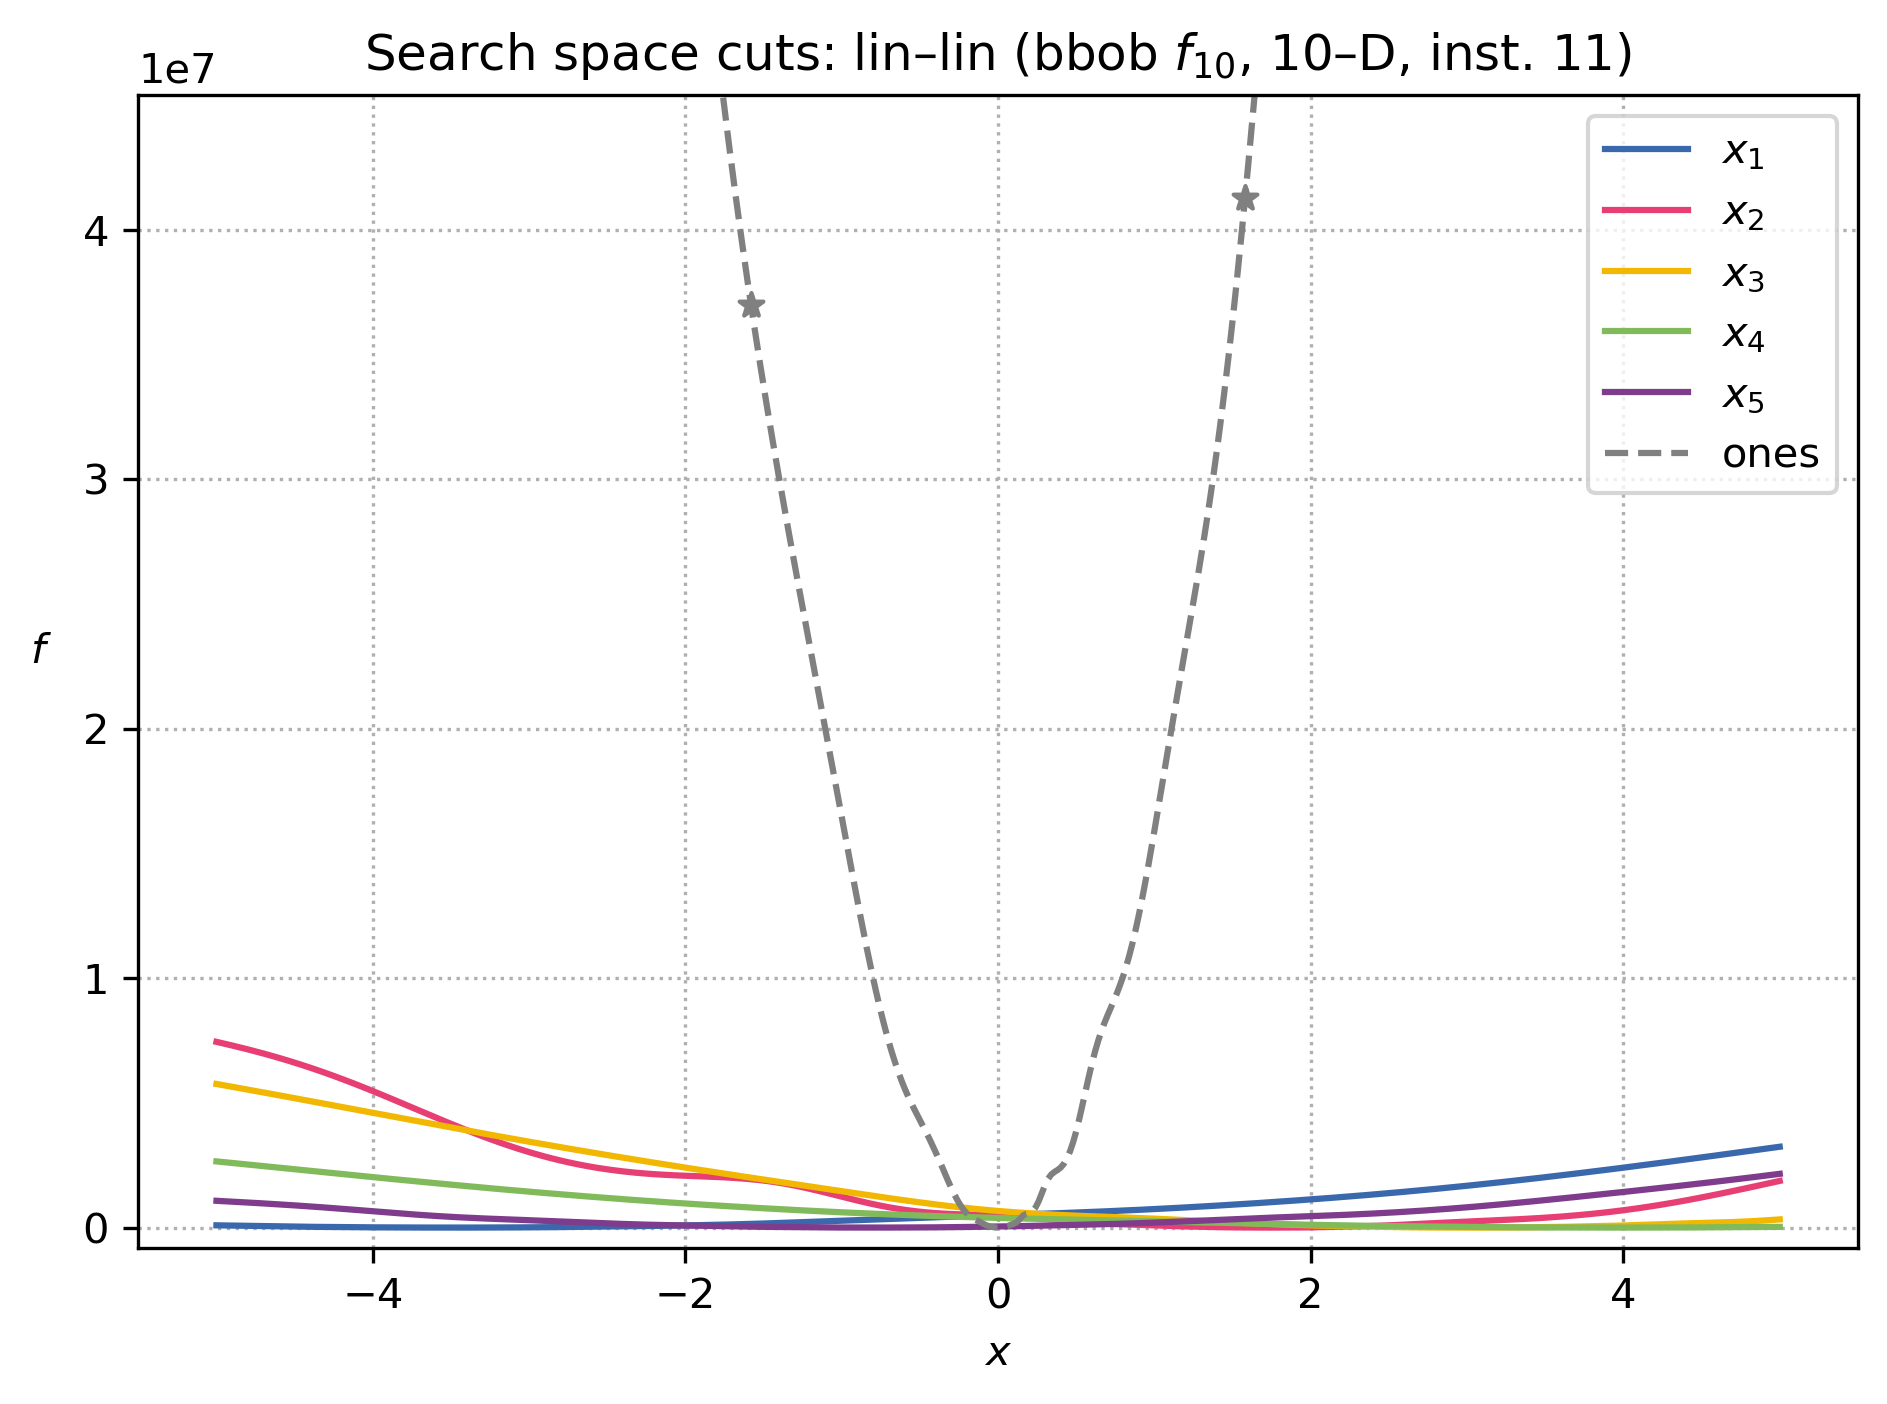 Search space cuts: lin–lin (bbob f₁₀, 10–D, inst. 11)
1e7
4
3
2
1
0
f
−4
−2
0
2
4
x
x₁
x₂
x₃
x₄
x₅
ones